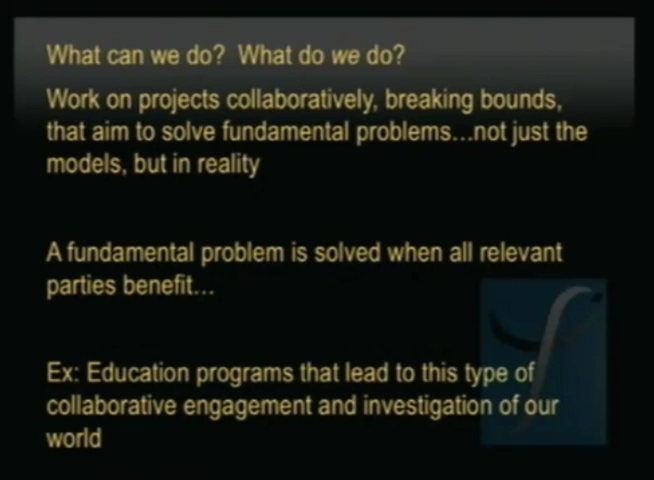 What can we do? What do we do?
Work on projects collaboratively, breaking bounds,
that aim to solve fundamental problems...not just the
models, but in reality
A fundamental problem is solved when all relevant
parties benefit...
Ex: Education programs that lead to this type of
collaborative engagement and investigation of our
world